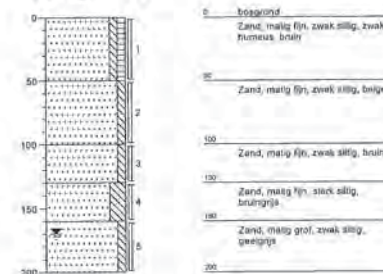 0
50
100
150
200
1
2
3
4
5
0
bosgrond
Zand, matig fijn, zwak siltig, zwak
humeus, bruin
50
Zand, matig fijn, zwak siltig, beige
100
Zand, matig fijn, zwak siltig, bruin
130
Zand, matig fijn, sterk siltig,
bruingrijs
160
Zand, matig grof, zwak siltig,
geelgrijs
200